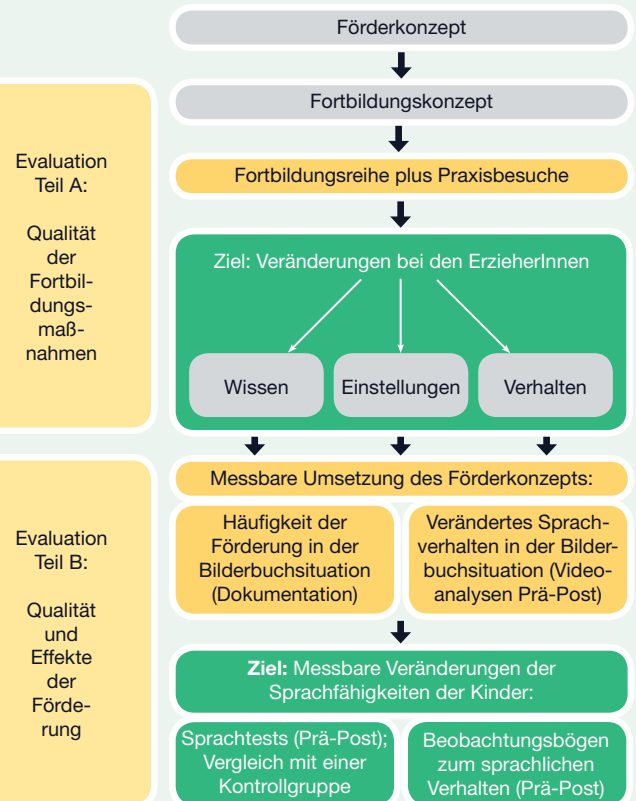 Förderkonzept
Fortbildungskonzept
Fortbildungsreihe plus Praxisbesuche
Evaluation
Teil A:
Qualität
der
Fortbil-
dungs-
maß-
nahmen
Ziel: Veränderungen bei den ErzieherInnen
Wissen
Einstellungen
Verhalten
Evaluation
Teil B:
Qualität
und
Effekte
der
Förde-
rung
Messbare Umsetzung des Förderkonzepts:
Häufigkeit der
Förderung in der
Bilderbuchsituation
(Dokumentation)
Verändertes Sprach-
verhalten in der Bilder-
buchsituation (Video-
analysen Prä-Post)
Ziel: Messbare Veränderungen der
Sprachfähigkeiten der Kinder:
Sprachtests (Prä-Post);
Vergleich mit einer
Kontrollgruppe
Beobachtungsbögen
zum sprachlichen
Verhalten (Prä-Post)